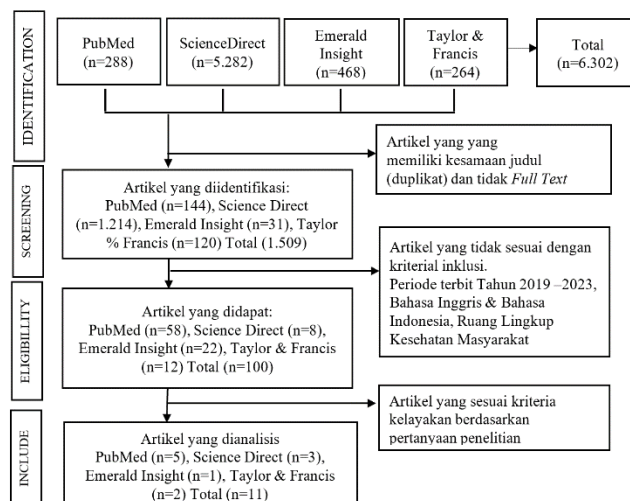 IDENTIFICATION
PubMed
(n=288)
ScienceDirect
(n=5.282)
Emerald
Insight
(n=468)
Taylor &
Francis
(n=264)
Total
(n=6.302)
Artikel yang yang
memiliki kesamaan judul
(duplikat) dan tidak Full Text
SCREENING
Artikel yang diidentifikasi:
PubMed (n=144), Science Direct
(n=1.214), Emerald Insight (n=31), Taylor
% Francis (n=120) Total (1.509)
Artikel yang tidak sesuai dengan
kriterial inklusi.
Periode terbit Tahun 2019 –2023,
Bahasa Inggris & Bahasa
Indonesia, Ruang Lingkup
Kesehatan Masyarakat
ELIGIBILLITY
Artikel yang didapat:
PubMed (n=58), Science Direct (n=8),
Emerald Insight (n=22), Taylor & Francis
(n=12) Total (n=100)
Artikel yang sesuai kriteria
kelayakan berdasarkan
pertanyaan penelitian
INCLUDE
Artikel yang dianalisis
PubMed (n=5), Science Direct (n=3),
Emerald Insight (n=1), Taylor & Francis
(n=2) Total (n=11)